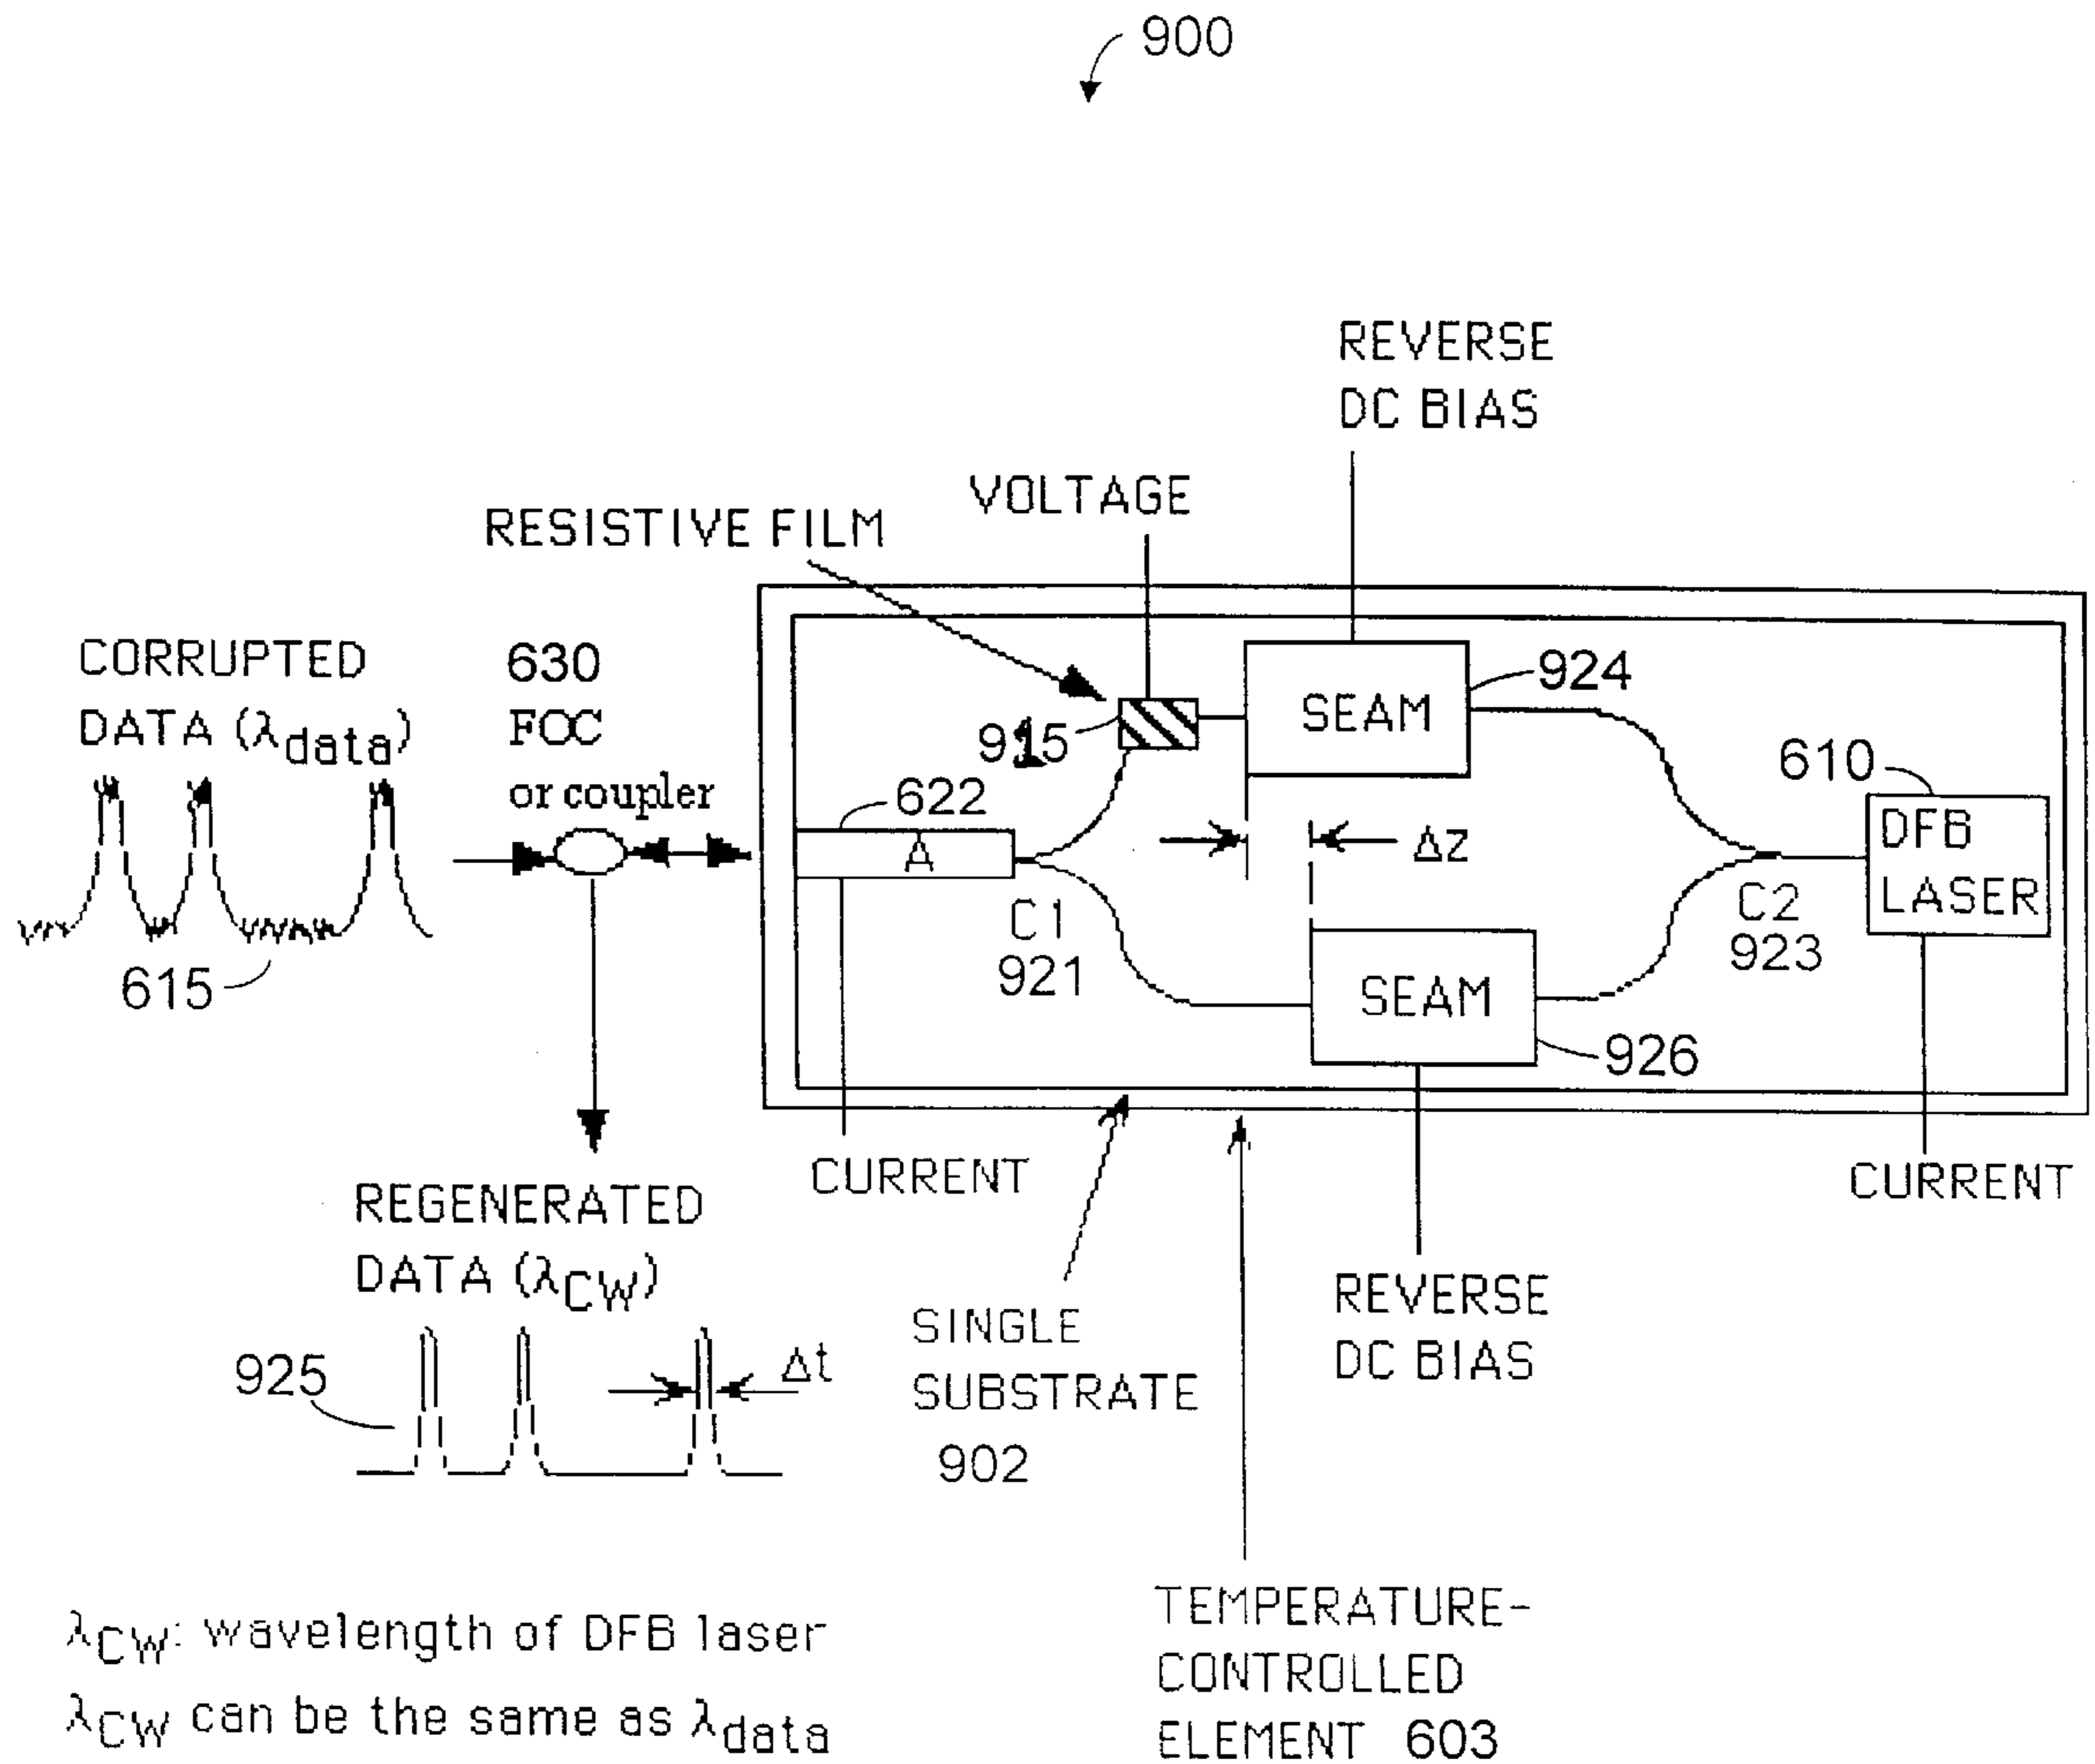 900
REVERSE
DC BIAS
VOLTAGE
RESISTIVE FILM
CORRUPTED
DATA (λdata)
630
FOC
or coupler
915
SEAM
924
622
A
Δz
610
DFB
LASER
C1
921
C2
923
615
SEAM
926
CURRENT
CURRENT
REGENERATED
DATA (λCW)
925
Δt
SINGLE
SUBSTRATE
902
REVERSE
DC BIAS
λCW: wavelength of DFB laser
λCW can be the same as λdata
TEMPERATURE-
CONTROLLED
ELEMENT 603